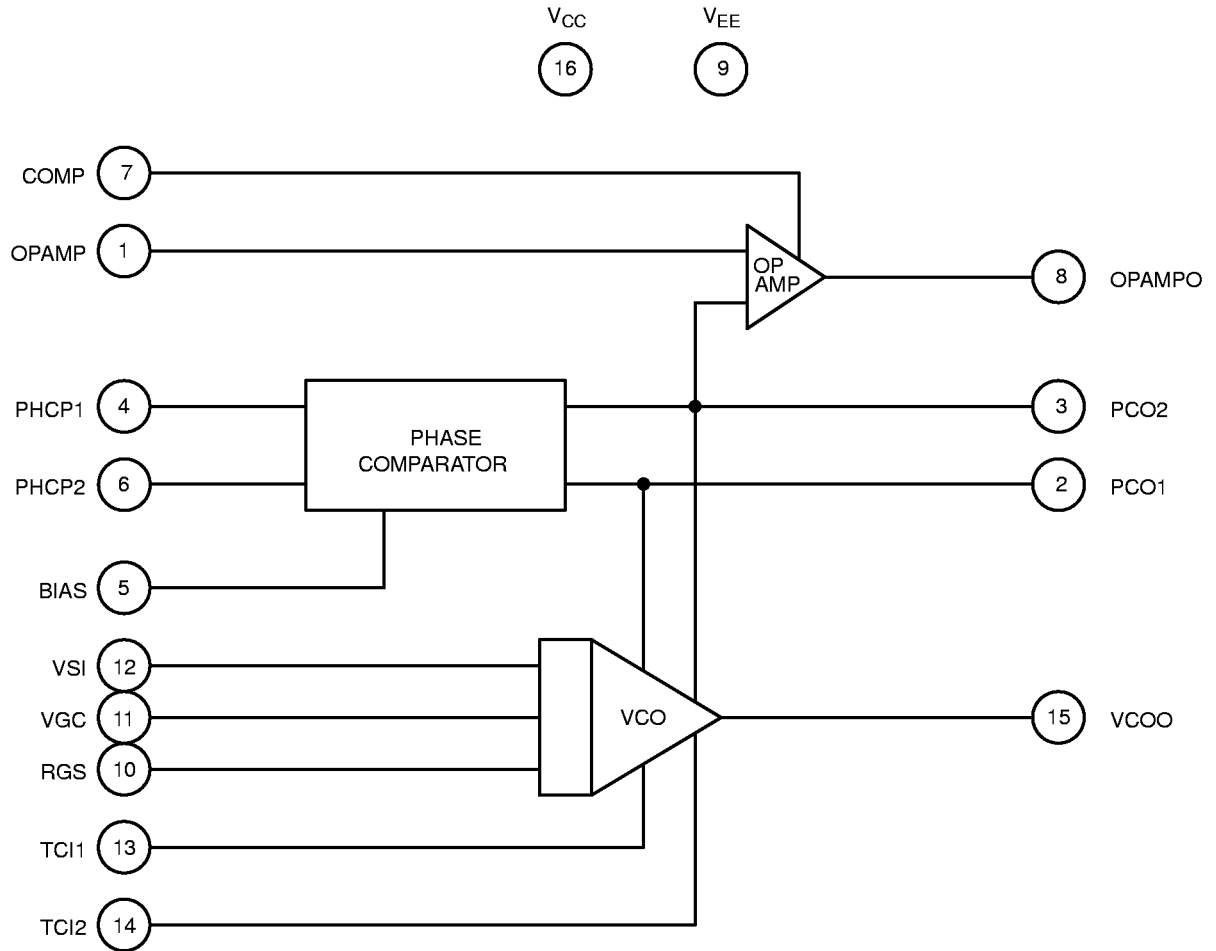 VCC VEE
16 9
COMP 7
OPAMP 1
OP
AMP
8 OPAMPO
PHCP1 4
3 PCO2
PHASE
COMPARATOR
PHCP2 6
2 PCO1
BIAS 5
VSI 12
VGC 11
VCO
15 VCOO
RGS 10
TCI1 13
TCI2 14